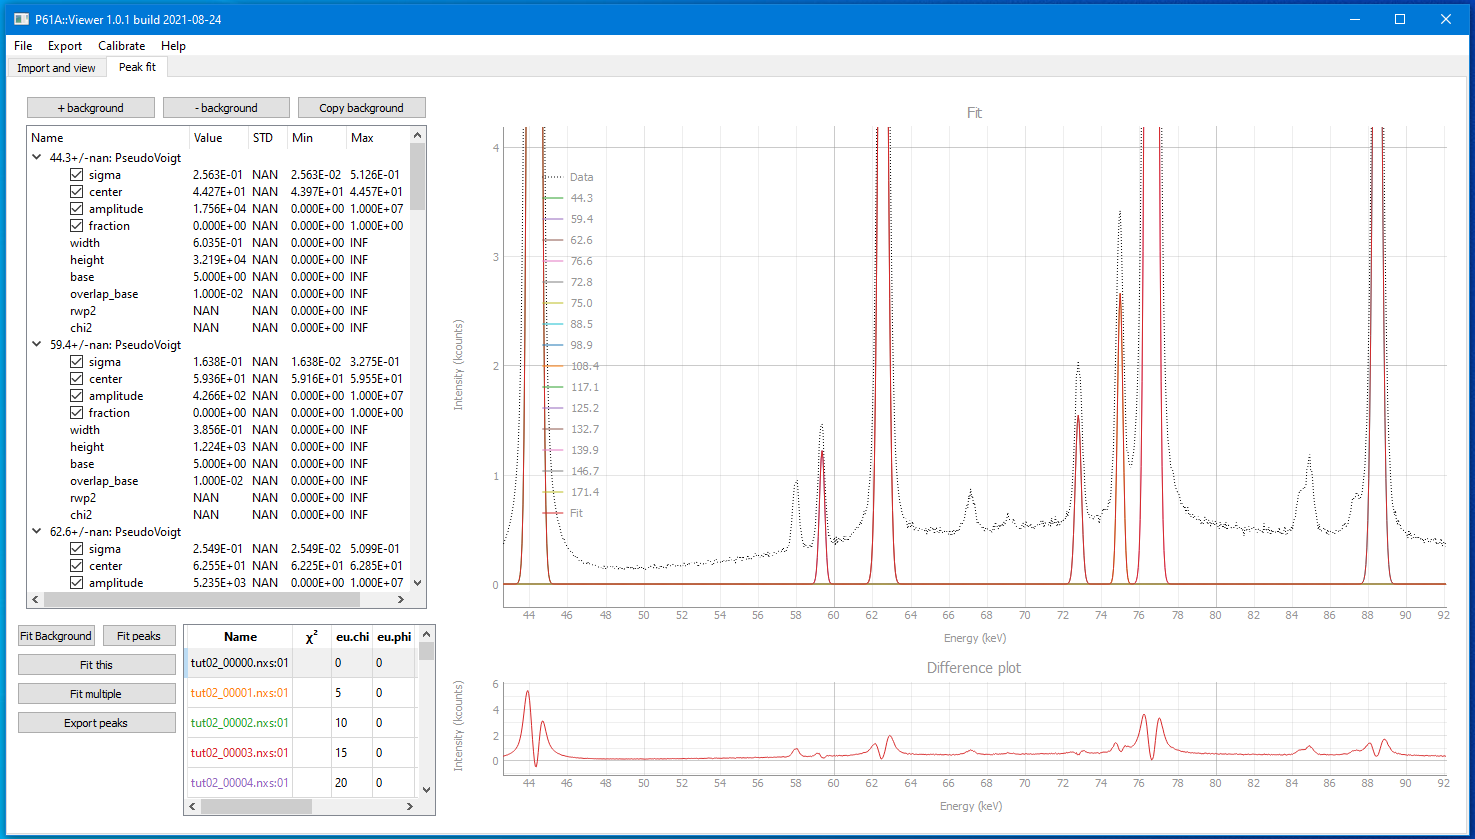 P61A::Viewer 1.0.1 build 2021-08-24
File Export Calibrate Help
Import and view Peak fit
+ background - background Copy background
Name Value STD Min Max
44.3+/-nan: PseudoVoigt
sigma 2.563E-01 NAN 2.563E-02 5.126E-01
center 4.427E+01 NAN 4.397E+01 4.457E+01
amplitude 1.756E+04 NAN 0.000E+00 1.000E+07
fraction 0.000E+00 NAN 0.000E+00 1.000E+00
width 6.035E-01 NAN 0.000E+00 INF
height 3.219E+04 NAN 0.000E+00 INF
base 5.000E+00 NAN 0.000E+00 INF
overlap_base 1.000E-02 NAN 0.000E+00 INF
rwp2 NAN NAN 0.000E+00 INF
chi2 NAN NAN 0.000E+00 INF
59.4+/-nan: PseudoVoigt
sigma 1.638E-01 NAN 1.638E-02 3.275E-01
center 5.936E+01 NAN 5.916E+01 5.955E+01
amplitude 4.266E+02 NAN 0.000E+00 1.000E+07
fraction 0.000E+00 NAN 0.000E+00 1.000E+00
width 3.856E-01 NAN 0.000E+00 INF
height 1.224E+03 NAN 0.000E+00 INF
base 5.000E+00 NAN 0.000E+00 INF
overlap_base 1.000E-02 NAN 0.000E+00 INF
rwp2 NAN NAN 0.000E+00 INF
chi2 NAN NAN 0.000E+00 INF
62.6+/-nan: PseudoVoigt
sigma 2.549E-01 NAN 2.549E-02 5.099E-01
center 6.255E+01 NAN 6.225E+01 6.285E+01
amplitude 5.235E+03 NAN 0.000E+00 1.000E+07
Fit Background Fit peaks
Fit this
Fit multiple
Export peaks
Name χ² eu.chi eu.phi
tut02_00000.nxs:01 0 0
tut02_00001.nxs:01 5 0
tut02_00002.nxs:01 10 0
tut02_00003.nxs:01 15 0
tut02_00004.nxs:01 20 0
Fit
Intensity (kcounts)
4
3
2
1
0
Data
44.3
59.4
62.6
76.6
72.8
75.0
88.5
98.9
108.4
117.1
125.2
132.7
139.9
146.7
171.4
Fit
44 46 48 50 52 54 56 58 60 62 64 66 68 70 72 74 76 78 80 82 84 86 88 90 92
Energy (keV)
Difference plot
Intensity (kcounts)
6
4
2
0
44 46 48 50 52 54 56 58 60 62 64 66 68 70 72 74 76 78 80 82 84 86 88 90 92
Energy (keV)